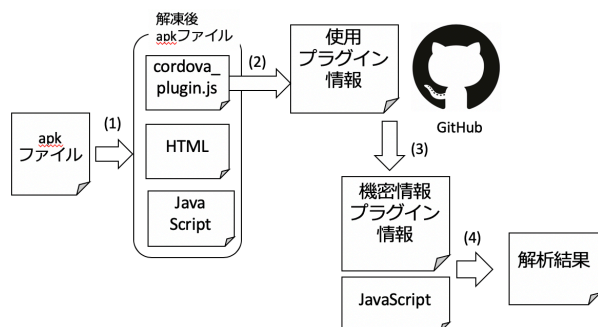 解凍後
apkファイル
cordova_
plugin.js
(2)
使用
プラグイン
情報
GitHub
(1)
apk
ファイル
HTML
(3)
Java
Script
機密情報
プラグイン
情報
(4)
解析結果
JavaScript